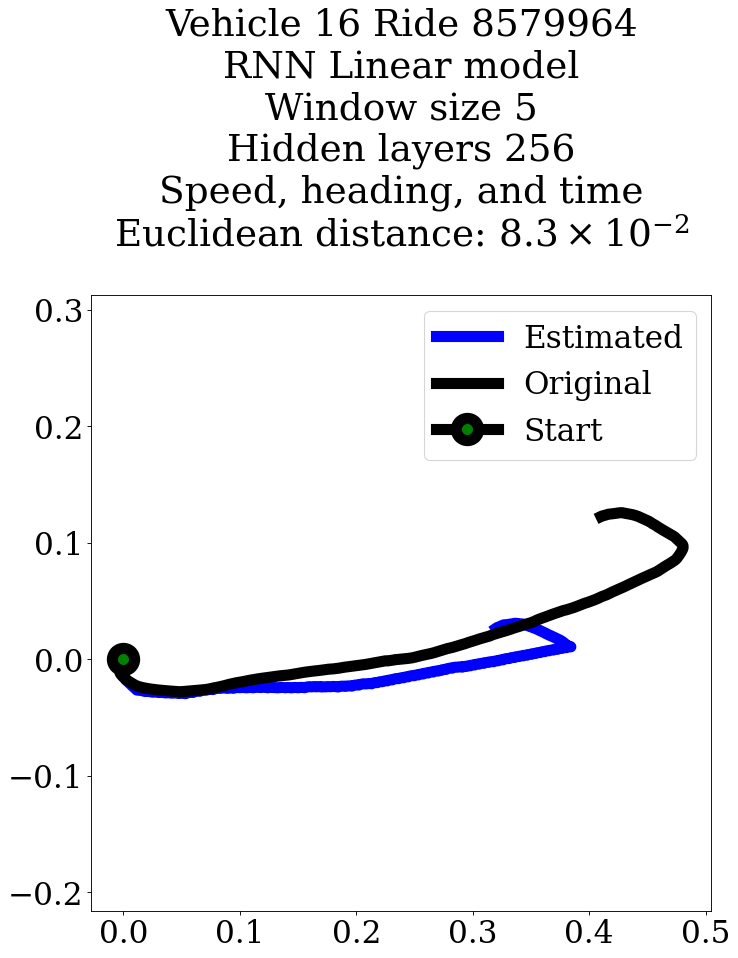 Vehicle 16 Ride 8579964
RNN Linear model
Window size 5
Hidden layers 256
Speed, heading, and time
Euclidean distance: 8.3 × 10⁻²
Estimated
Original
Start
0.3
0.2
0.1
0.0
−0.1
−0.2
0.0 0.1 0.2 0.3 0.4 0.5